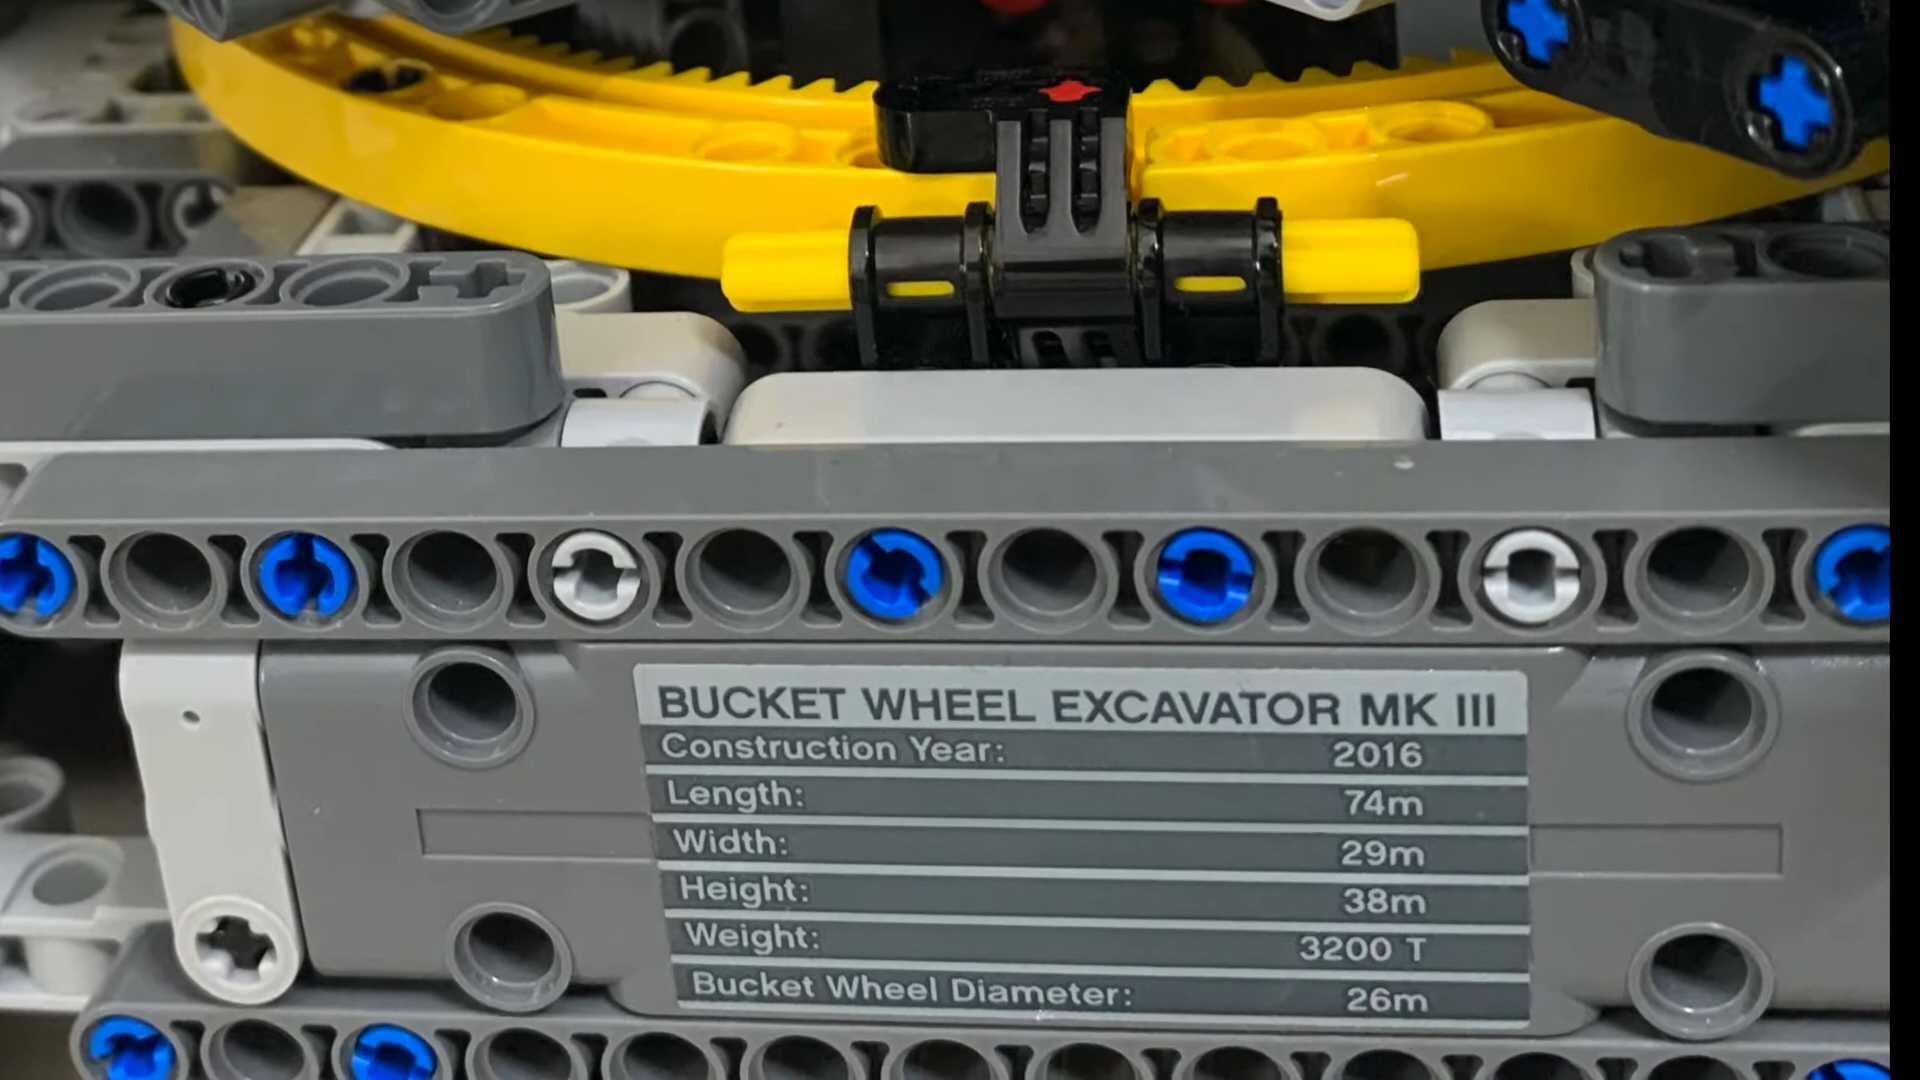 BUCKET WHEEL EXCAVATOR MK III
Construction Year: 2016
Length: 74m
Width: 29m
Height: 38m
Weight: 3200 T
Bucket Wheel Diameter: 26m